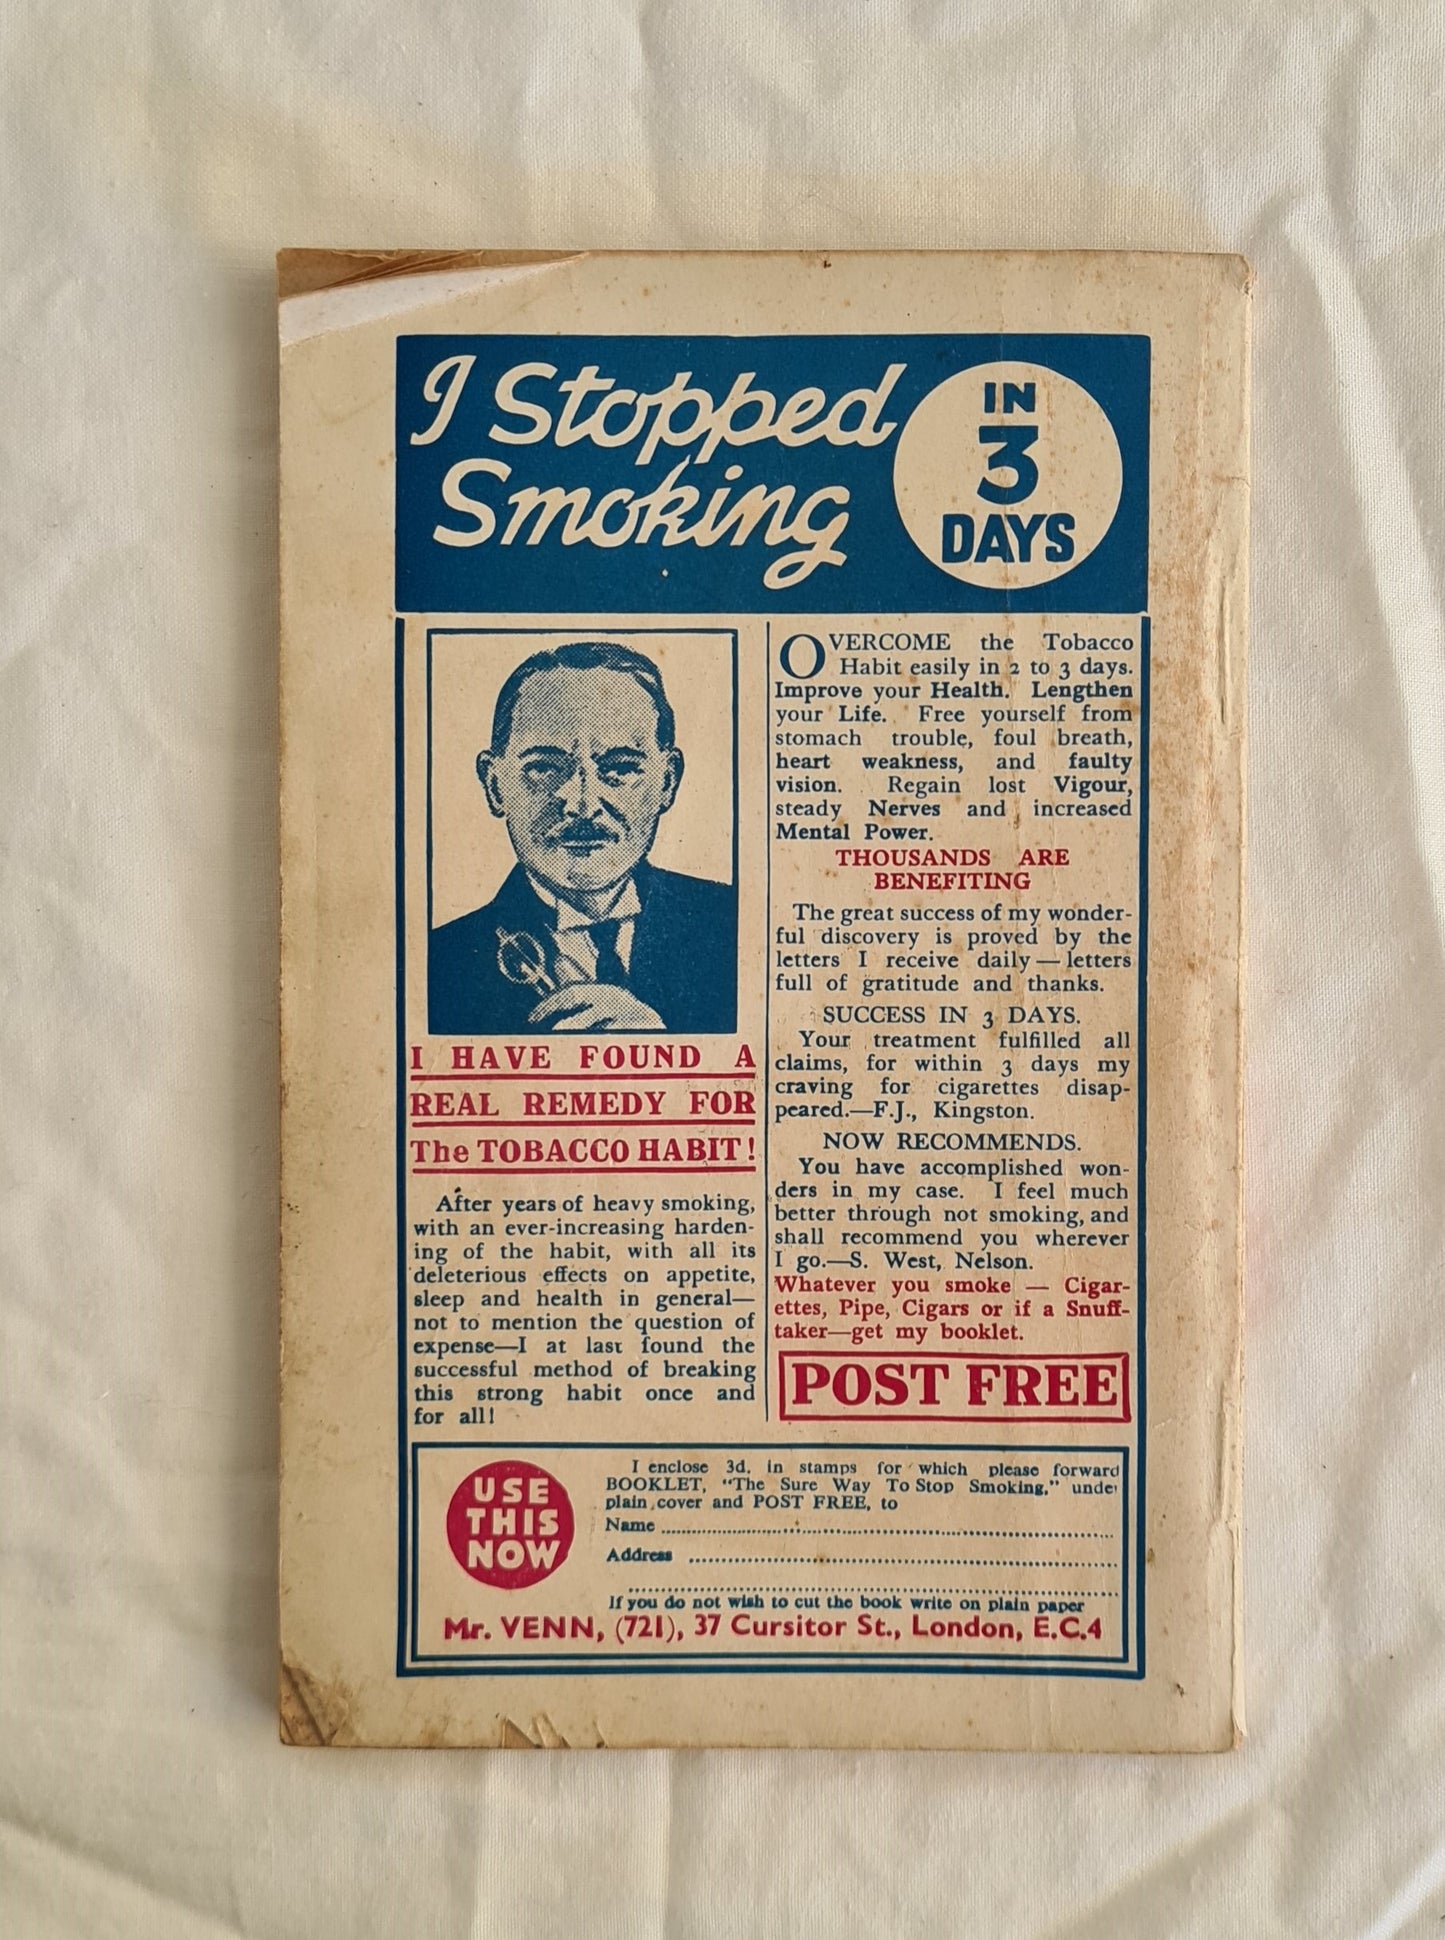 I Stopped
Smoking
IN
3
DAYS
I HAVE FOUND A
REAL REMEDY FOR
The TOBACCO HABIT!
After years of heavy smoking,
with an ever-increasing harden-
ing of the habit, with all its
deleterious effects on appetite,
sleep and health in general—
not to mention the question of
expense—I at last found the
successful method of breaking
this strong habit once and
for all!
OVERCOME the Tobacco
Habit easily in 2 to 3 days.
Improve your Health. Lengthen
your Life. Free yourself from
stomach trouble, foul breath,
heart weakness, and faulty
vision. Regain lost Vigour,
steady Nerves and increased
Mental Power.
THOUSANDS ARE
BENEFITING
The great success of my wonder-
ful discovery is proved by the
letters I receive daily — letters
full of gratitude and thanks.
SUCCESS IN 3 DAYS.
Your treatment fulfilled all
claims, for within 3 days my
craving for cigarettes disap-
peared.—F.J., Kingston.
NOW RECOMMENDS.
You have accomplished won-
ders in my case. I feel much
better through not smoking, and
shall recommend you wherever
I go.—S. West, Nelson.
Whatever you smoke — Cigar-
ettes, Pipe, Cigars or if a Snuff-
taker—get my booklet.
POST FREE
USE
THIS
NOW
I enclose 3d. in stamps for which please forward
BOOKLET, "The Sure Way To Stop Smoking," under
plain cover and POST FREE, to
Name
Address
If you do not wish to cut the book write on plain paper
Mr. VENN, (721), 37 Cursitor St., London, E.C.4